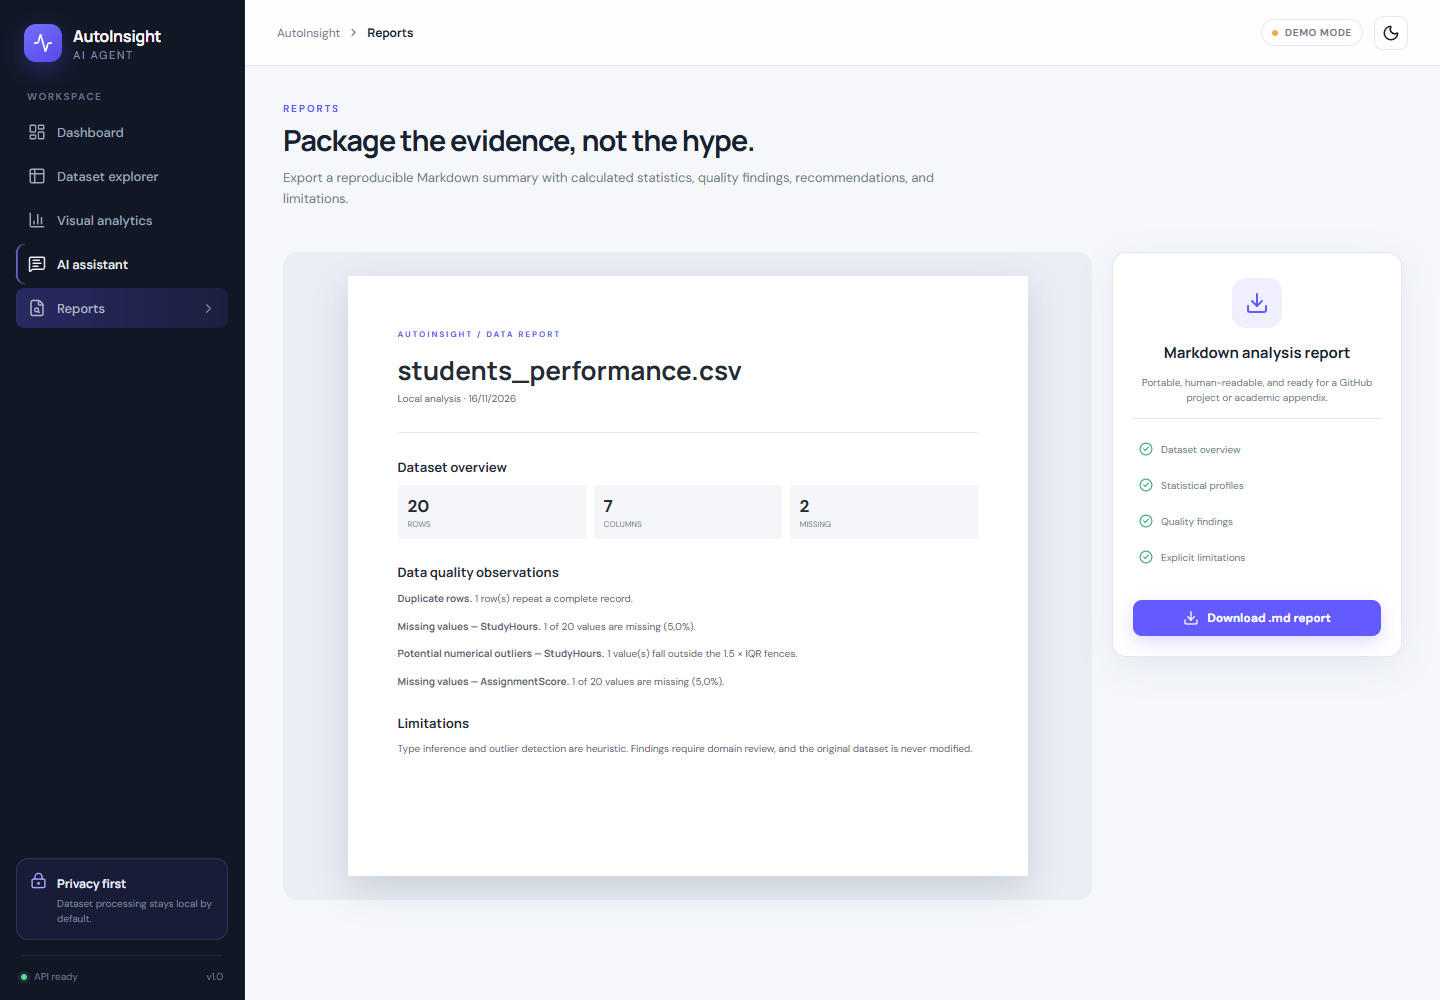 AutoInsight
AI AGENT
WORKSPACE
Dashboard
Dataset explorer
Visual analytics
AI assistant
Reports
Privacy first
Dataset processing stays local by
default.
API ready
v1.0
AutoInsight > Reports
DEMO MODE
REPORTS
Package the evidence, not the hype.
Export a reproducible Markdown summary with calculated statistics, quality findings, recommendations, and
limitations.
AUTOINSIGHT / DATA REPORT
students_performance.csv
Local analysis · 16/11/2026
Dataset overview
20
ROWS
7
COLUMNS
2
MISSING
Data quality observations
Duplicate rows. 1 row(s) repeat a complete record.
Missing values — StudyHours. 1 of 20 values are missing (5,0%).
Potential numerical outliers — StudyHours. 1 value(s) fall outside the 1.5 × IQR fences.
Missing values — AssignmentScore. 1 of 20 values are missing (5,0%).
Limitations
Type inference and outlier detection are heuristic. Findings require domain review, and the original dataset is never modified.
Markdown analysis report
Portable, human-readable, and ready for a GitHub
project or academic appendix.
Dataset overview
Statistical profiles
Quality findings
Explicit limitations
Download .md report